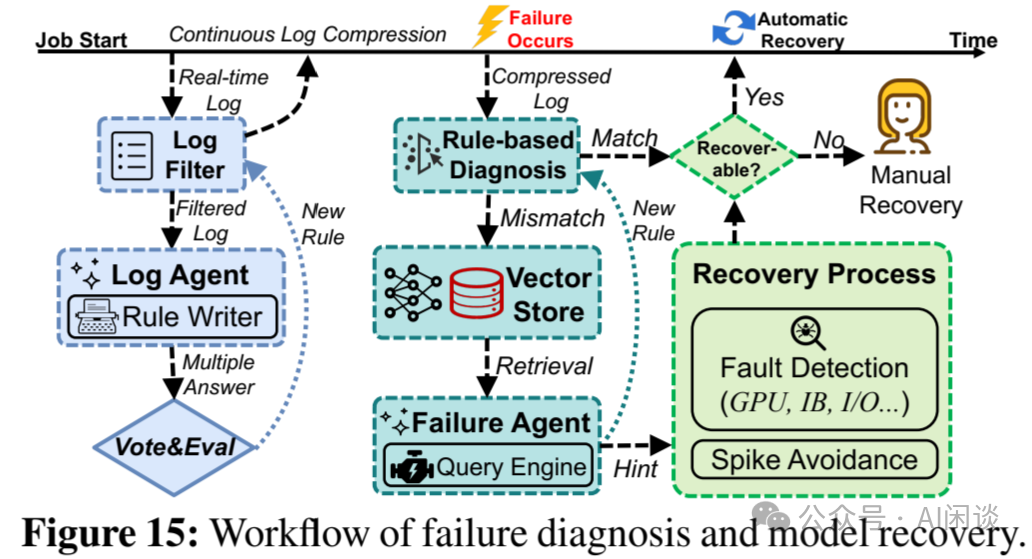 Job Start
Continuous Log Compression
Failure
Occurs
Automatic
Recovery
Time
Real-time
Log
Log
Filter
Filtered
Log
New
Rule
Log Agent
Rule Writer
Multiple
Answer
Vote&Eval
Compressed
Log
Rule-based
Diagnosis
Match
Mismatch
New
Rule
Vector
Store
Retrieval
Failure Agent
Query Engine
Hint
Yes
Recover-
able?
No
Manual
Recovery
Recovery Process
Fault Detection
(GPU, IB, I/O...)
Spike Avoidance
公众号 · AI闲谈
Figure 15: Workflow of failure diagnosis and model recovery.